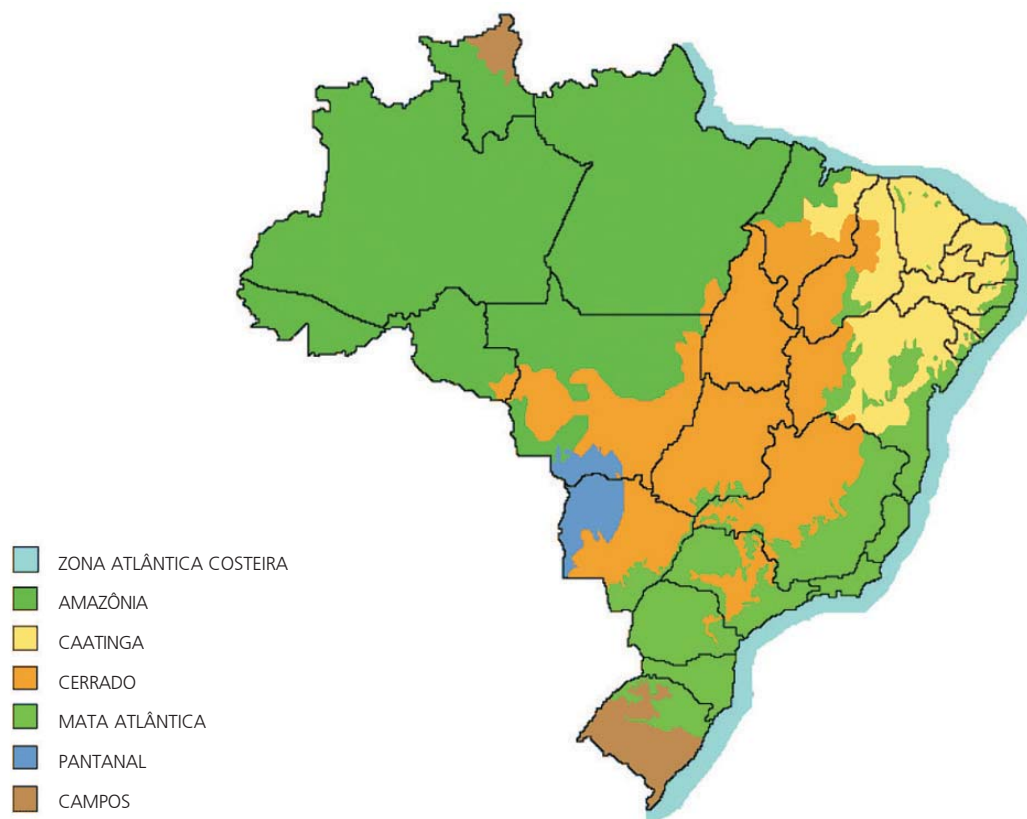 ZONA ATLÂNTICA COSTEIRA
AMAZÔNIA
CAATINGA
CERRADO
MATA ATLÂNTICA
PANTANAL
CAMPOS